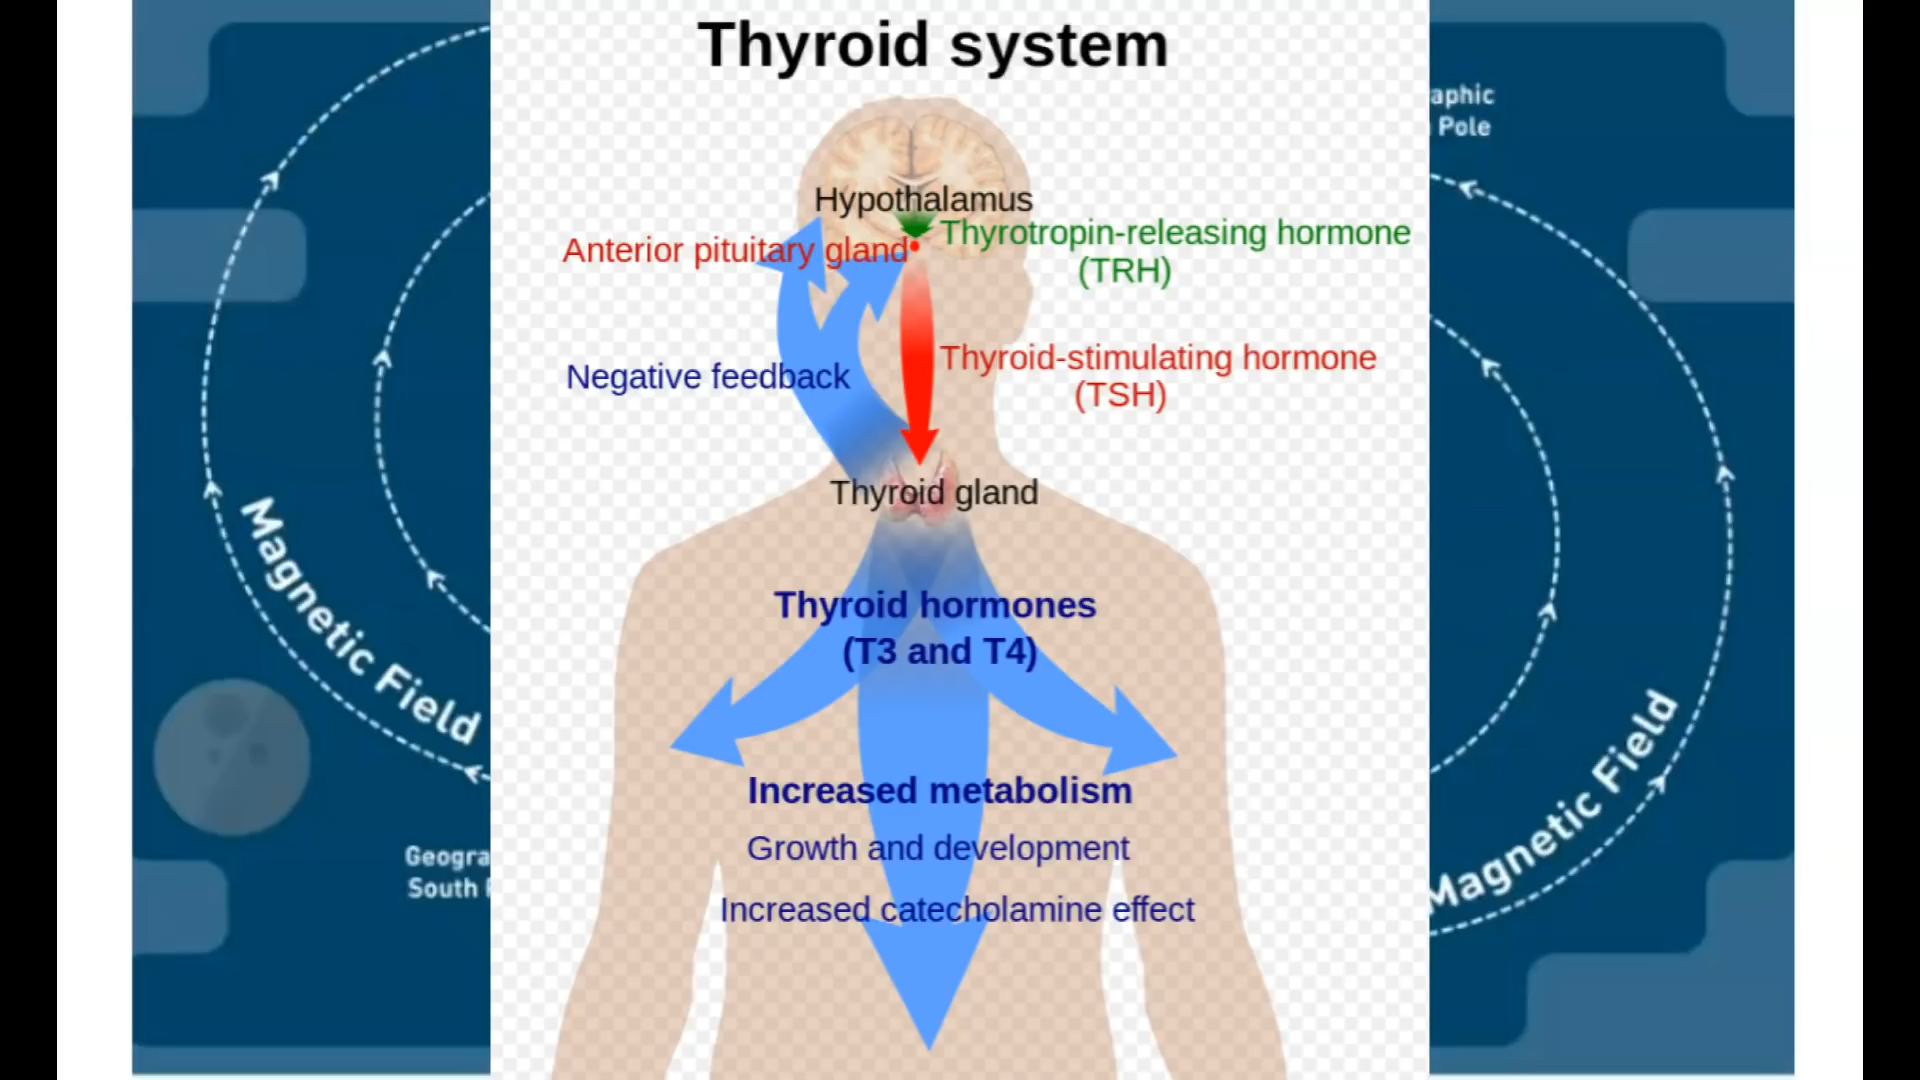 Thyroid system
aphic
Pole
Hypothalamus
Thyrotropin-releasing hormone
(TRH)
Anterior pituitary gland
Thyroid-stimulating hormone
(TSH)
Negative feedback
Thyroid gland
Magnetic Field
Thyroid hormones
(T3 and T4)
Magnetic Field
Increased metabolism
Growth and development
Geogra
South
Increased catecholamine effect